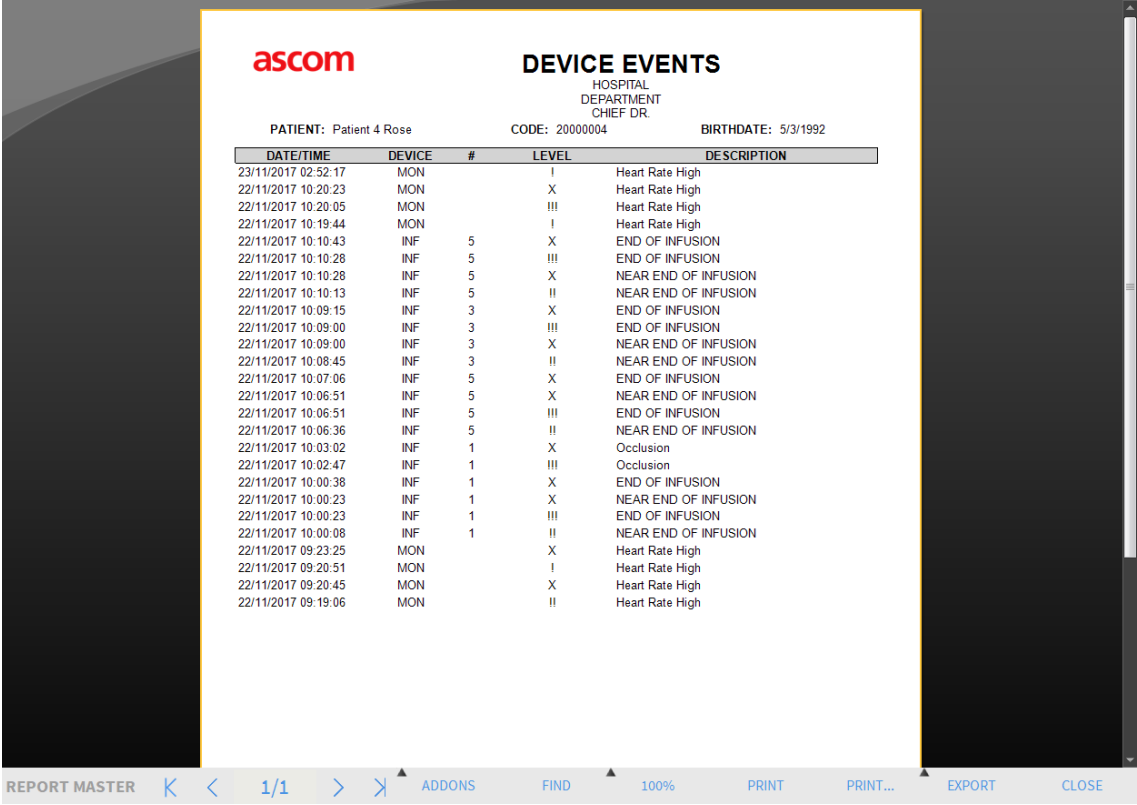 ascom
DEVICE EVENTS
HOSPITAL
DEPARTMENT
CHIEF DR.
PATIENT: Patient 4 Rose CODE: 20000004 BIRTHDATE: 5/3/1992
DATE/TIME DEVICE # LEVEL DESCRIPTION
23/11/2017 02:52:17 MON ! Heart Rate High
22/11/2017 10:20:23 MON X Heart Rate High
22/11/2017 10:20:05 MON !!! Heart Rate High
22/11/2017 10:19:44 MON ! Heart Rate High
22/11/2017 10:10:43 INF 5 X END OF INFUSION
22/11/2017 10:10:28 INF 5 !!! END OF INFUSION
22/11/2017 10:10:28 INF 5 X NEAR END OF INFUSION
22/11/2017 10:10:13 INF 5 !! NEAR END OF INFUSION
22/11/2017 10:09:15 INF 3 X END OF INFUSION
22/11/2017 10:09:00 INF 3 !!! END OF INFUSION
22/11/2017 10:09:00 INF 3 X NEAR END OF INFUSION
22/11/2017 10:08:45 INF 3 !! NEAR END OF INFUSION
22/11/2017 10:07:06 INF 5 X END OF INFUSION
22/11/2017 10:06:51 INF 5 X NEAR END OF INFUSION
22/11/2017 10:06:51 INF 5 !!! END OF INFUSION
22/11/2017 10:06:36 INF 5 !! NEAR END OF INFUSION
22/11/2017 10:03:02 INF 1 X Occlusion
22/11/2017 10:02:47 INF 1 !!! Occlusion
22/11/2017 10:00:38 INF 1 X END OF INFUSION
22/11/2017 10:00:23 INF 1 X NEAR END OF INFUSION
22/11/2017 10:00:23 INF 1 !!! END OF INFUSION
22/11/2017 10:00:08 INF 1 !! NEAR END OF INFUSION
22/11/2017 09:23:25 MON X Heart Rate High
22/11/2017 09:20:51 MON ! Heart Rate High
22/11/2017 09:20:45 MON X Heart Rate High
22/11/2017 09:19:06 MON !! Heart Rate High
REPORT MASTER 1/1 ADDONS FIND 100% PRINT PRINT... EXPORT CLOSE